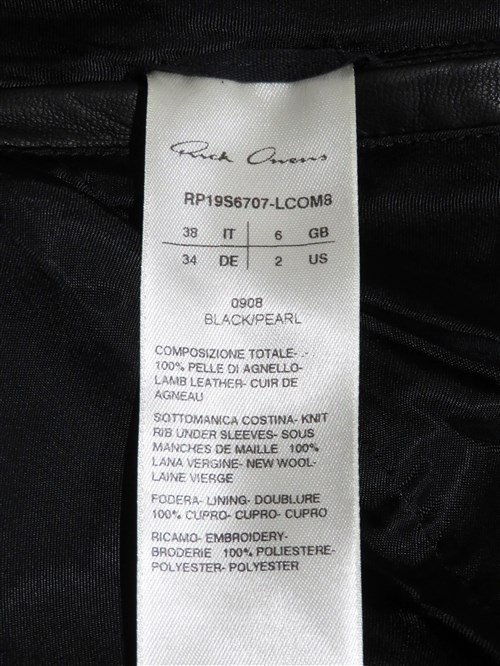 Rick Owens
RP19S6707-LCOM8
38 IT 6 GB
34 DE 2 US
0908
BLACK/PEARL
COMPOSIZIONE TOTALE- .-
100% PELLE DI AGNELLO-
LAMB LEATHER- CUIR DE
AGNEAU
SOTTOMANICA COSTINA- KNIT
RIB UNDER SLEEVES- SOUS
MANCHES DE MAILLE 100%
LANA VERGINE- NEW WOOL-
LAINE VIERGE
FODERA- LINING- DOUBLURE
100% CUPRO- CUPRO- CUPRO
RICAMO- EMBROIDERY-
BRODERIE 100% POLIESTERE-
POLYESTER- POLYESTER